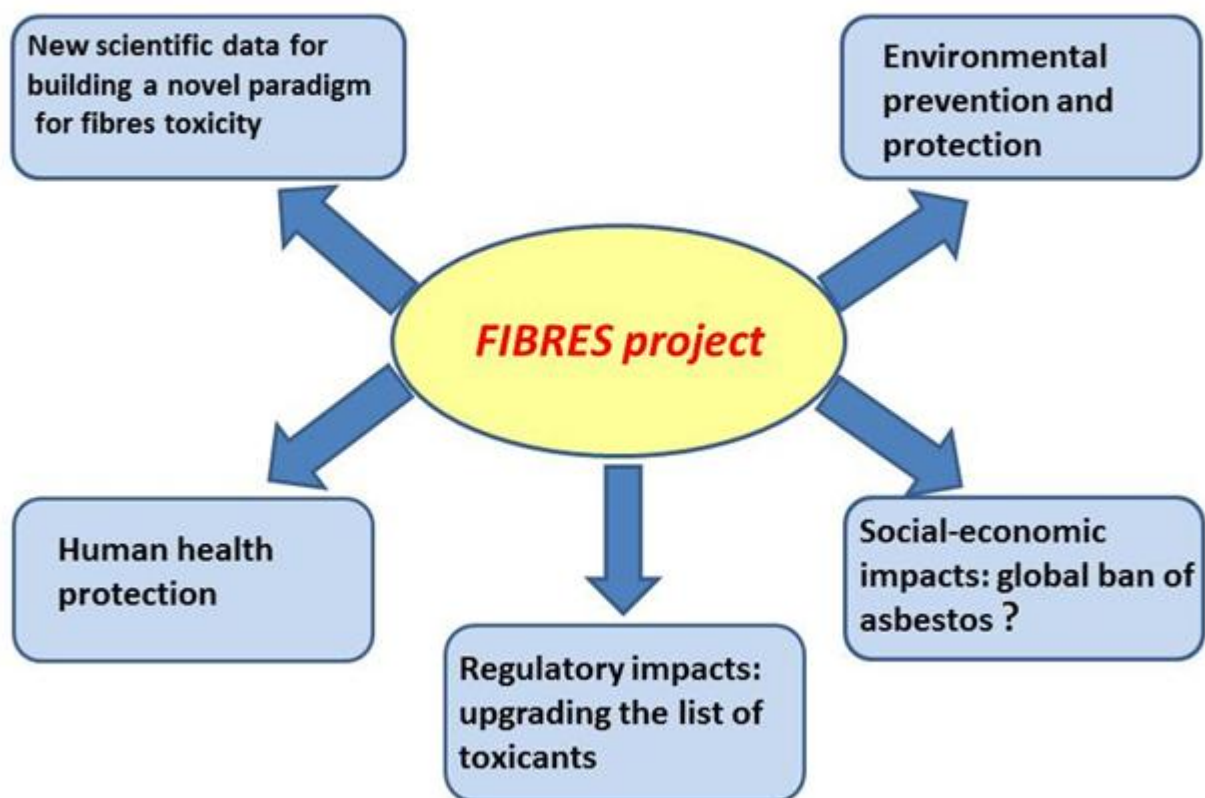 New scientific data for
building a novel paradigm
for fibres toxicity
Environmental
prevention and
protection
FIBRES project
Human health
protection
Social-economic
impacts: global ban of
asbestos ?
Regulatory impacts:
upgrading the list of
toxicants